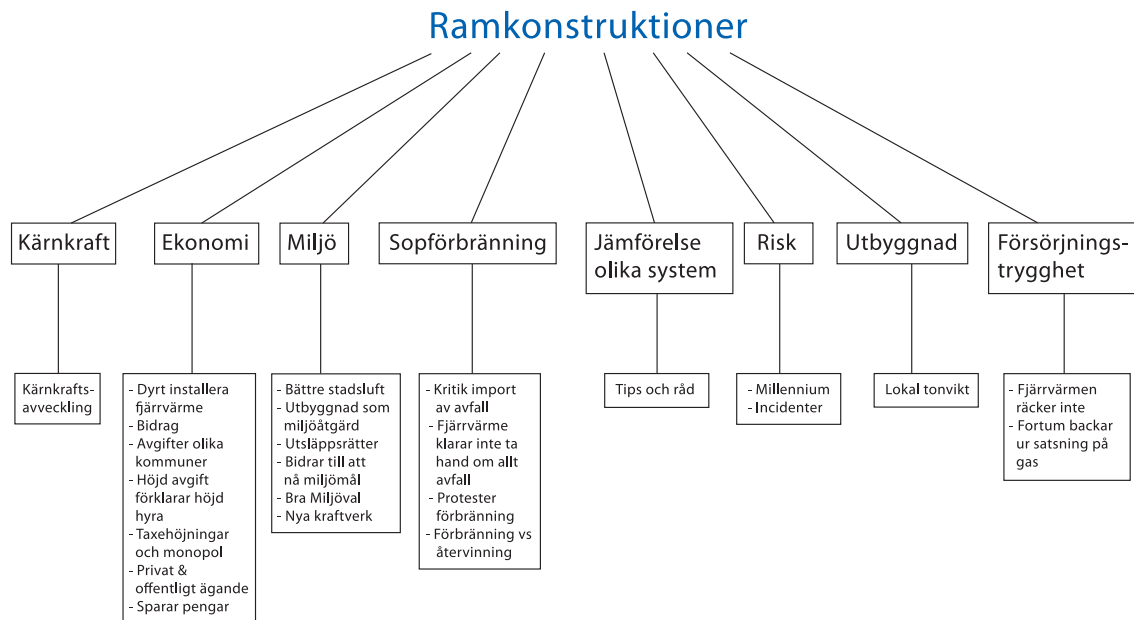 Ramkonstruktioner
Kärnkraft
Ekonomi
Miljö
Sopförbränning
Jämförelse
olika system
Risk
Utbyggnad
Försörjnings-
trygghet
Kärnkrafts-
avveckling
- Dyrt installera
fjärrvärme
- Bidrag
- Avgifter olika
kommuner
- Höjd avgift
förklarar höjd
hyra
- Taxehöjningar
och monopol
- Privat &
offentligt ägande
- Sparar pengar
- Bättre stadsluft
- Utbyggnad som
miljöåtgärd
- Utsläppsrätter
- Bidrar till att
nå miljömål
- Bra Miljöval
- Nya kraftverk
- Kritik import
av avfall
- Fjärrvärme
klarar inte ta
hand om allt
avfall
- Protester
förbränning
- Förbränning vs
återvinning
Tips och råd
- Millennium
- Incidenter
Lokal tonvikt
- Fjärrvärmen
räcker inte
- Fortum backar
ur satsning på
gas